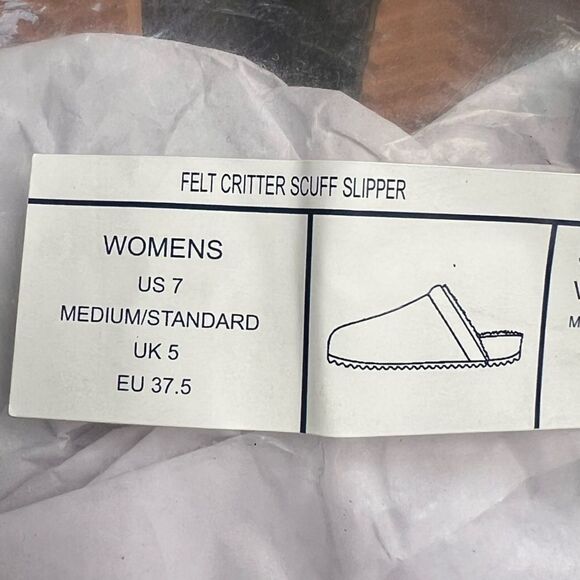 FELT CRITTER SCUFF SLIPPER
WOMENS
US 7
MEDIUM/STANDARD
UK 5
EU 37.5